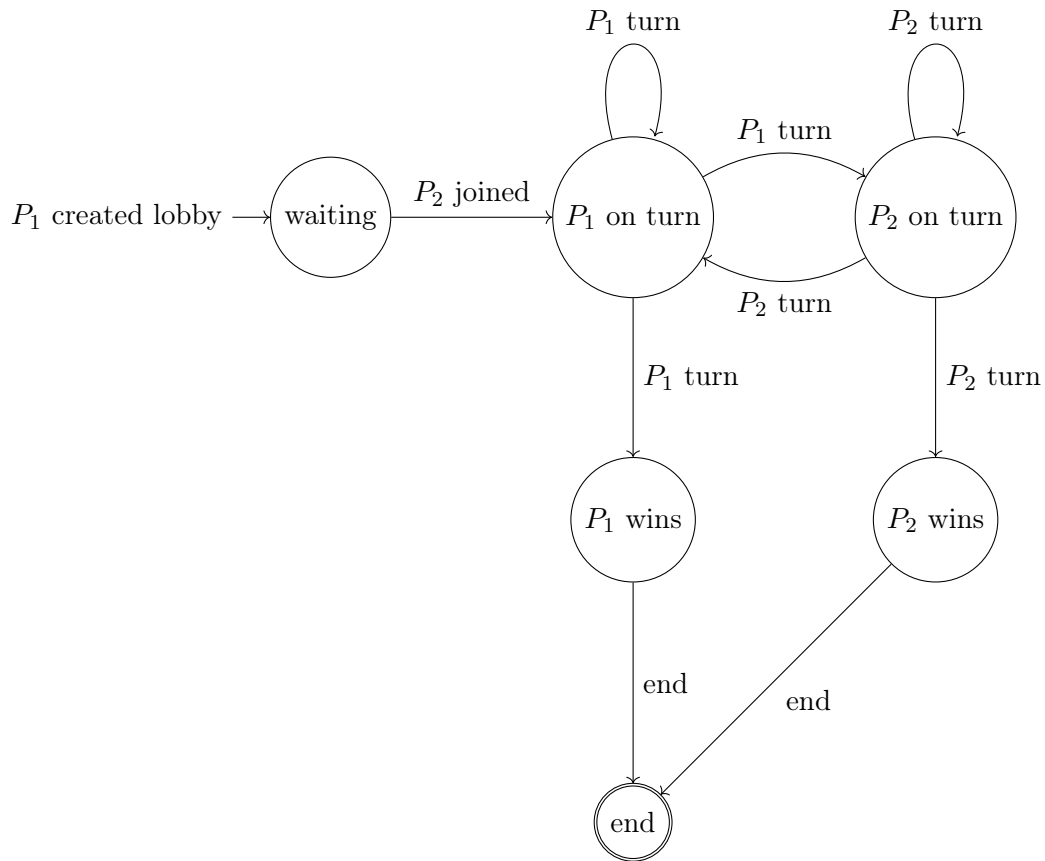 P₁ turn
P₂ turn
P₁ turn
P₁ created lobby
waiting
P₂ joined
P₁ on turn
P₂ on turn
P₂ turn
P₁ turn
P₂ turn
P₁ wins
P₂ wins
end
end
end